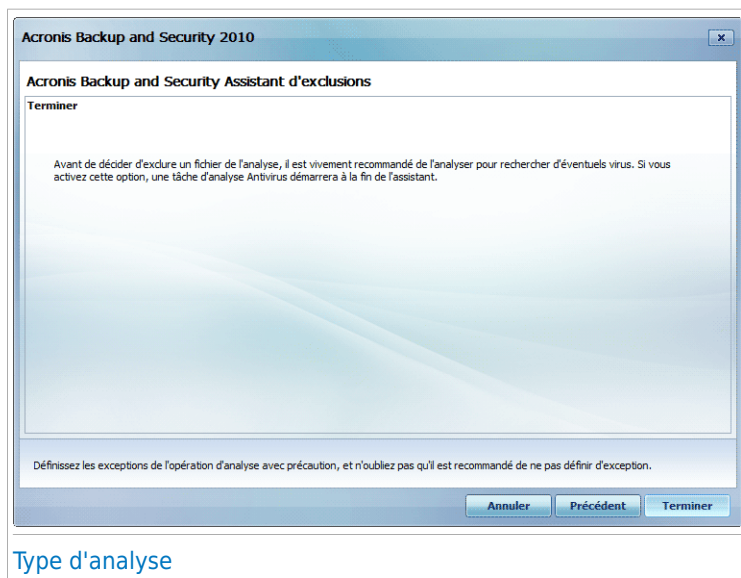 Acronis Backup and Security 2010
Acronis Backup and Security Assistant d'exclusions
Terminer
Avant de décider d'exclure un fichier de l'analyse, il est vivement recommandé de l'analyser pour rechercher d'éventuels virus. Si vous
activez cette option, une tâche d'analyse Antivirus démarrera à la fin de l'assistant.
Définissez les exceptions de l'opération d'analyse avec précaution, et n'oubliez pas qu'il est recommandé de ne pas définir d'exception.
Annuler Précédent Terminer
Type d'analyse